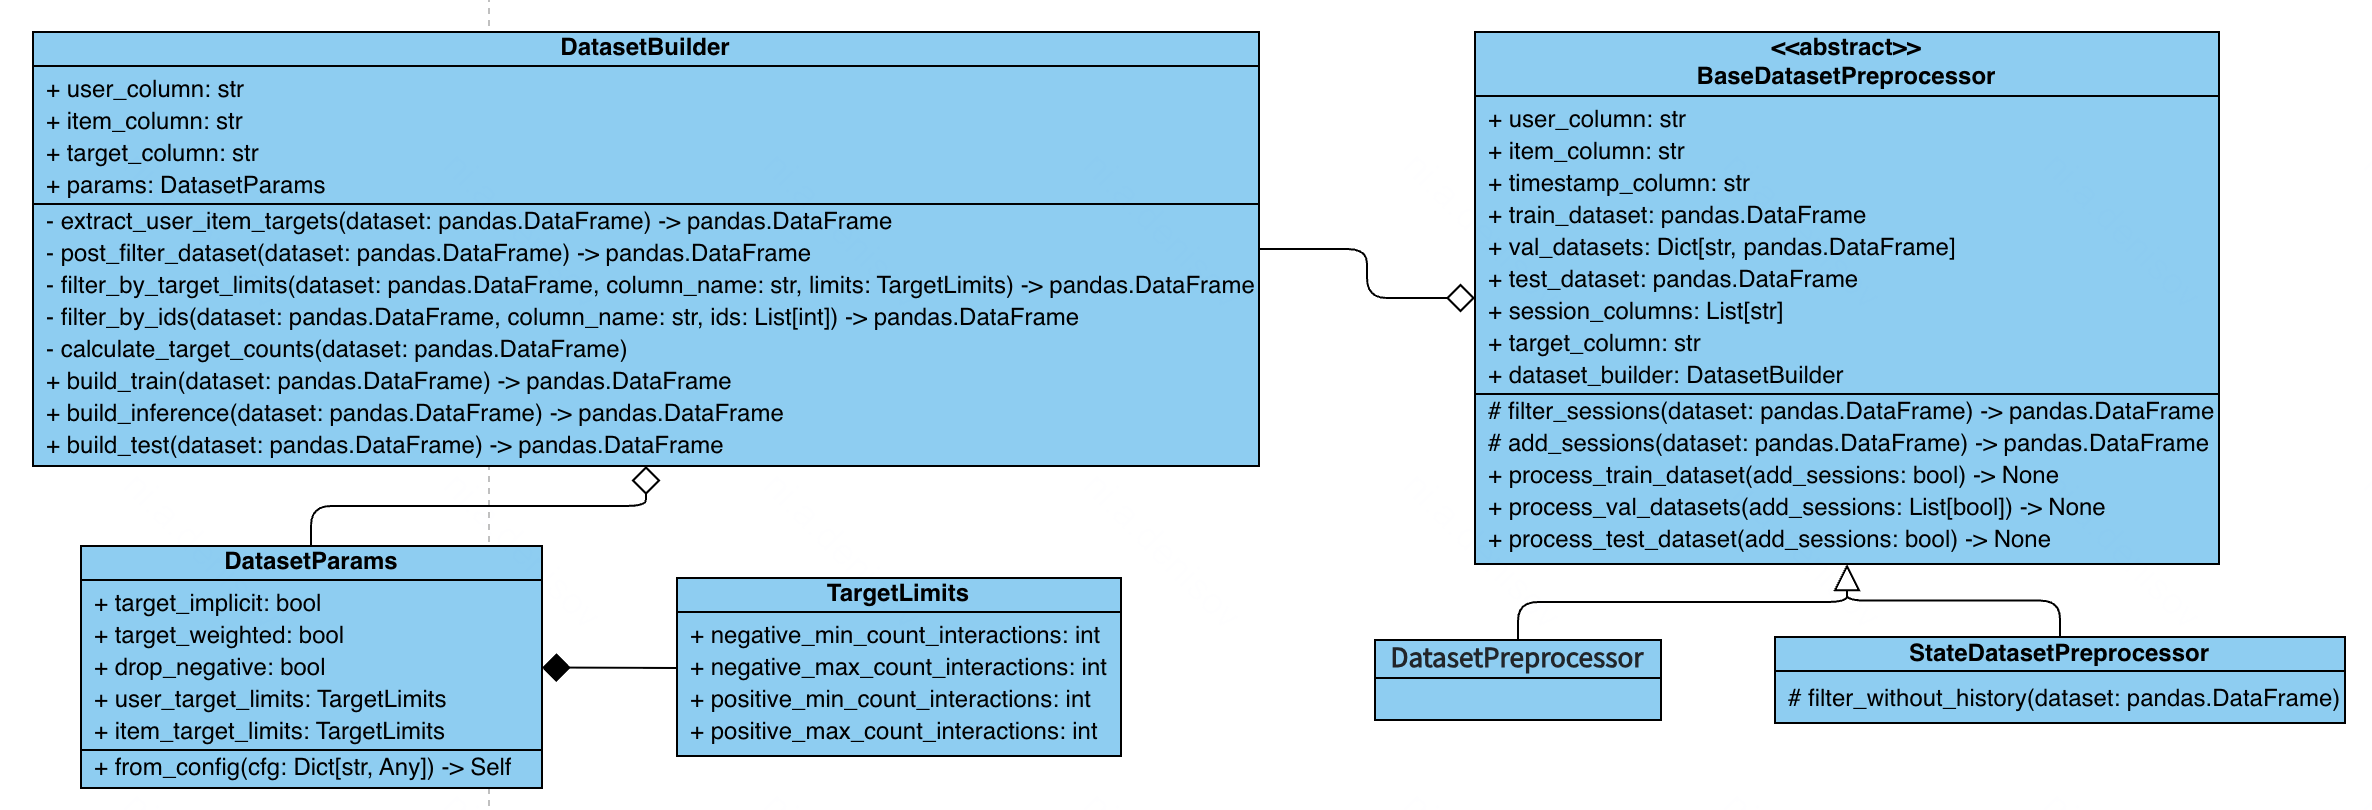 DatasetBuilder
+ user_column: str
+ item_column: str
+ target_column: str
+ params: DatasetParams
- extract_user_item_targets(dataset: pandas.DataFrame) -> pandas.DataFrame
- post_filter_dataset(dataset: pandas.DataFrame) -> pandas.DataFrame
- filter_by_target_limits(dataset: pandas.DataFrame, column_name: str, limits: TargetLimits) -> pandas.DataFrame
- filter_by_ids(dataset: pandas.DataFrame, column_name: str, ids: List[int]) -> pandas.DataFrame
- calculate_target_counts(dataset: pandas.DataFrame)
+ build_train(dataset: pandas.DataFrame) -> pandas.DataFrame
+ build_inference(dataset: pandas.DataFrame) -> pandas.DataFrame
+ build_test(dataset: pandas.DataFrame) -> pandas.DataFrame
<<abstract>>
BaseDatasetPreprocessor
+ user_column: str
+ item_column: str
+ timestamp_column: str
+ train_dataset: pandas.DataFrame
+ val_datasets: Dict[str, pandas.DataFrame]
+ test_dataset: pandas.DataFrame
+ session_columns: List[str]
+ target_column: str
+ dataset_builder: DatasetBuilder
# filter_sessions(dataset: pandas.DataFrame) -> pandas.DataFrame
# add_sessions(dataset: pandas.DataFrame) -> pandas.DataFrame
+ process_train_dataset(add_sessions: bool) -> None
+ process_val_datasets(add_sessions: List[bool]) -> None
+ process_test_dataset(add_sessions: bool) -> None
DatasetParams
+ target_implicit: bool
+ target_weighted: bool
+ drop_negative: bool
+ user_target_limits: TargetLimits
+ item_target_limits: TargetLimits
+ from_config(cfg: Dict[str, Any]) -> Self
TargetLimits
+ negative_min_count_interactions: int
+ negative_max_count_interactions: int
+ positive_min_count_interactions: int
+ positive_max_count_interactions: int
DatasetPreprocessor
StateDatasetPreprocessor
# filter_without_history(dataset: pandas.DataFrame)